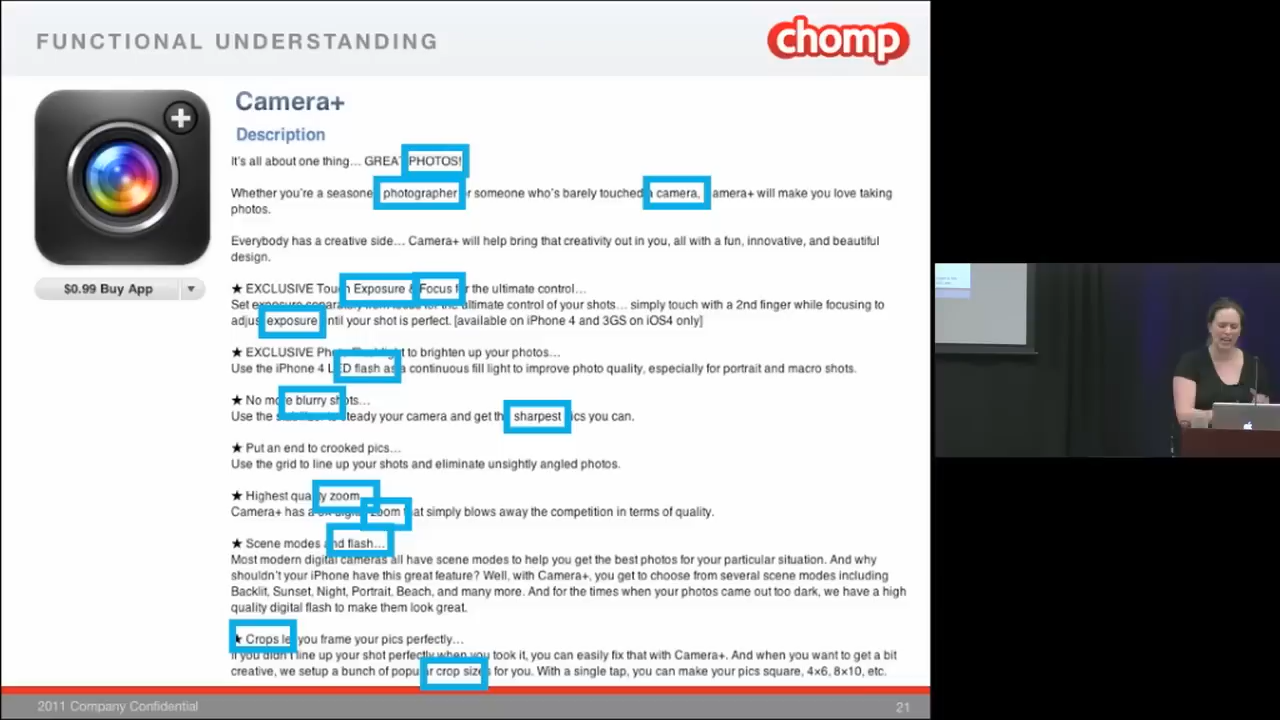 FUNCTIONAL UNDERSTANDING
chomp
Camera+
Description
It's all about one thing... GREAT PHOTOS!
Whether you're a seasoned photographer or someone who's barely touched a camera, Camera+ will make you love taking
photos.
Everybody has a creative side... Camera+ will help bring that creativity out in you, all with a fun, innovative, and beautiful
design.
$0.99 Buy App
★ EXCLUSIVE Touch Exposure & Focus for the ultimate control...
Set exposure separately from focus for the ultimate control of your shots... simply touch with a 2nd finger while focusing to
adjust exposure until your shot is perfect. [available on iPhone 4 and 3GS on iOS4 only]
★ EXCLUSIVE Photo Flashlight to brighten up your photos...
Use the iPhone 4 LED flash as a continuous fill light to improve photo quality, especially for portrait and macro shots.
★ No more blurry shots...
Use the stabilizer to steady your camera and get the sharpest pics you can.
★ Put an end to crooked pics...
Use the grid to line up your shots and eliminate unsightly angled photos.
★ Highest quality zoom...
Camera+ has a digital zoom that simply blows away the competition in terms of quality.
★ Scene modes and flash...
Most modern digital cameras all have scene modes to help you get the best photos for your particular situation. And why
shouldn't your iPhone have this great feature? Well, with Camera+, you get to choose from several scene modes including
Backlit, Sunset, Night, Portrait, Beach, and many more. And for the times when your photos came out too dark, we have a high
quality digital flash to make them look great.
★ Crops let you frame your pics perfectly...
If you didn't line up your shot perfectly when you took it, you can easily fix that with Camera+. And when you want to get a bit
creative, we setup a bunch of popular crop sizes for you. With a single tap, you can make your pics square, 4×6, 8×10, etc.
2011 Company Confidential
21